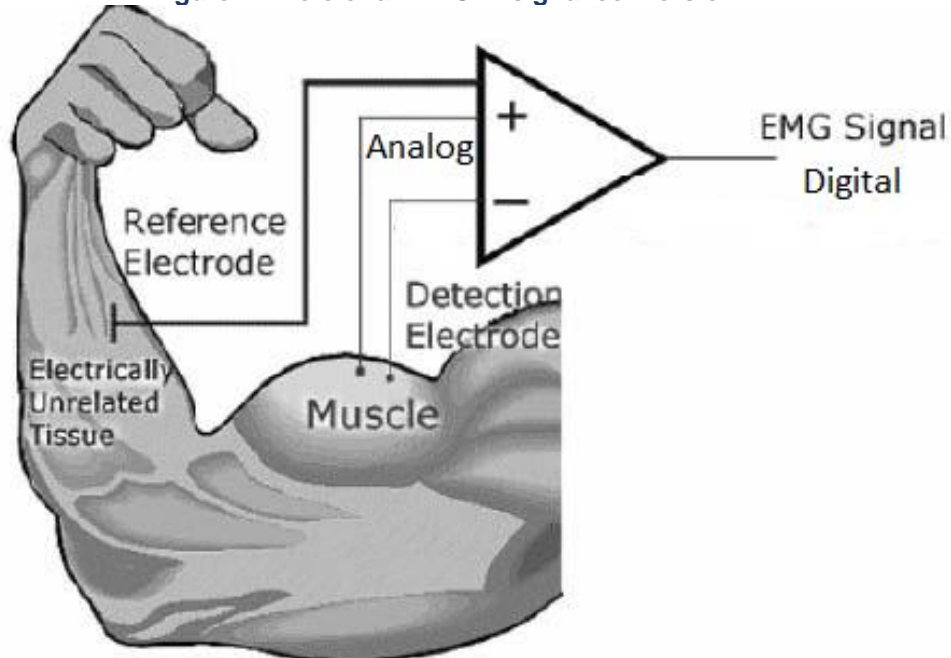 Analog
EMG Signal
Digital
Reference
Electrode
Detection
Electrode
Electrically
Unrelated
Tissue
Muscle
+
−